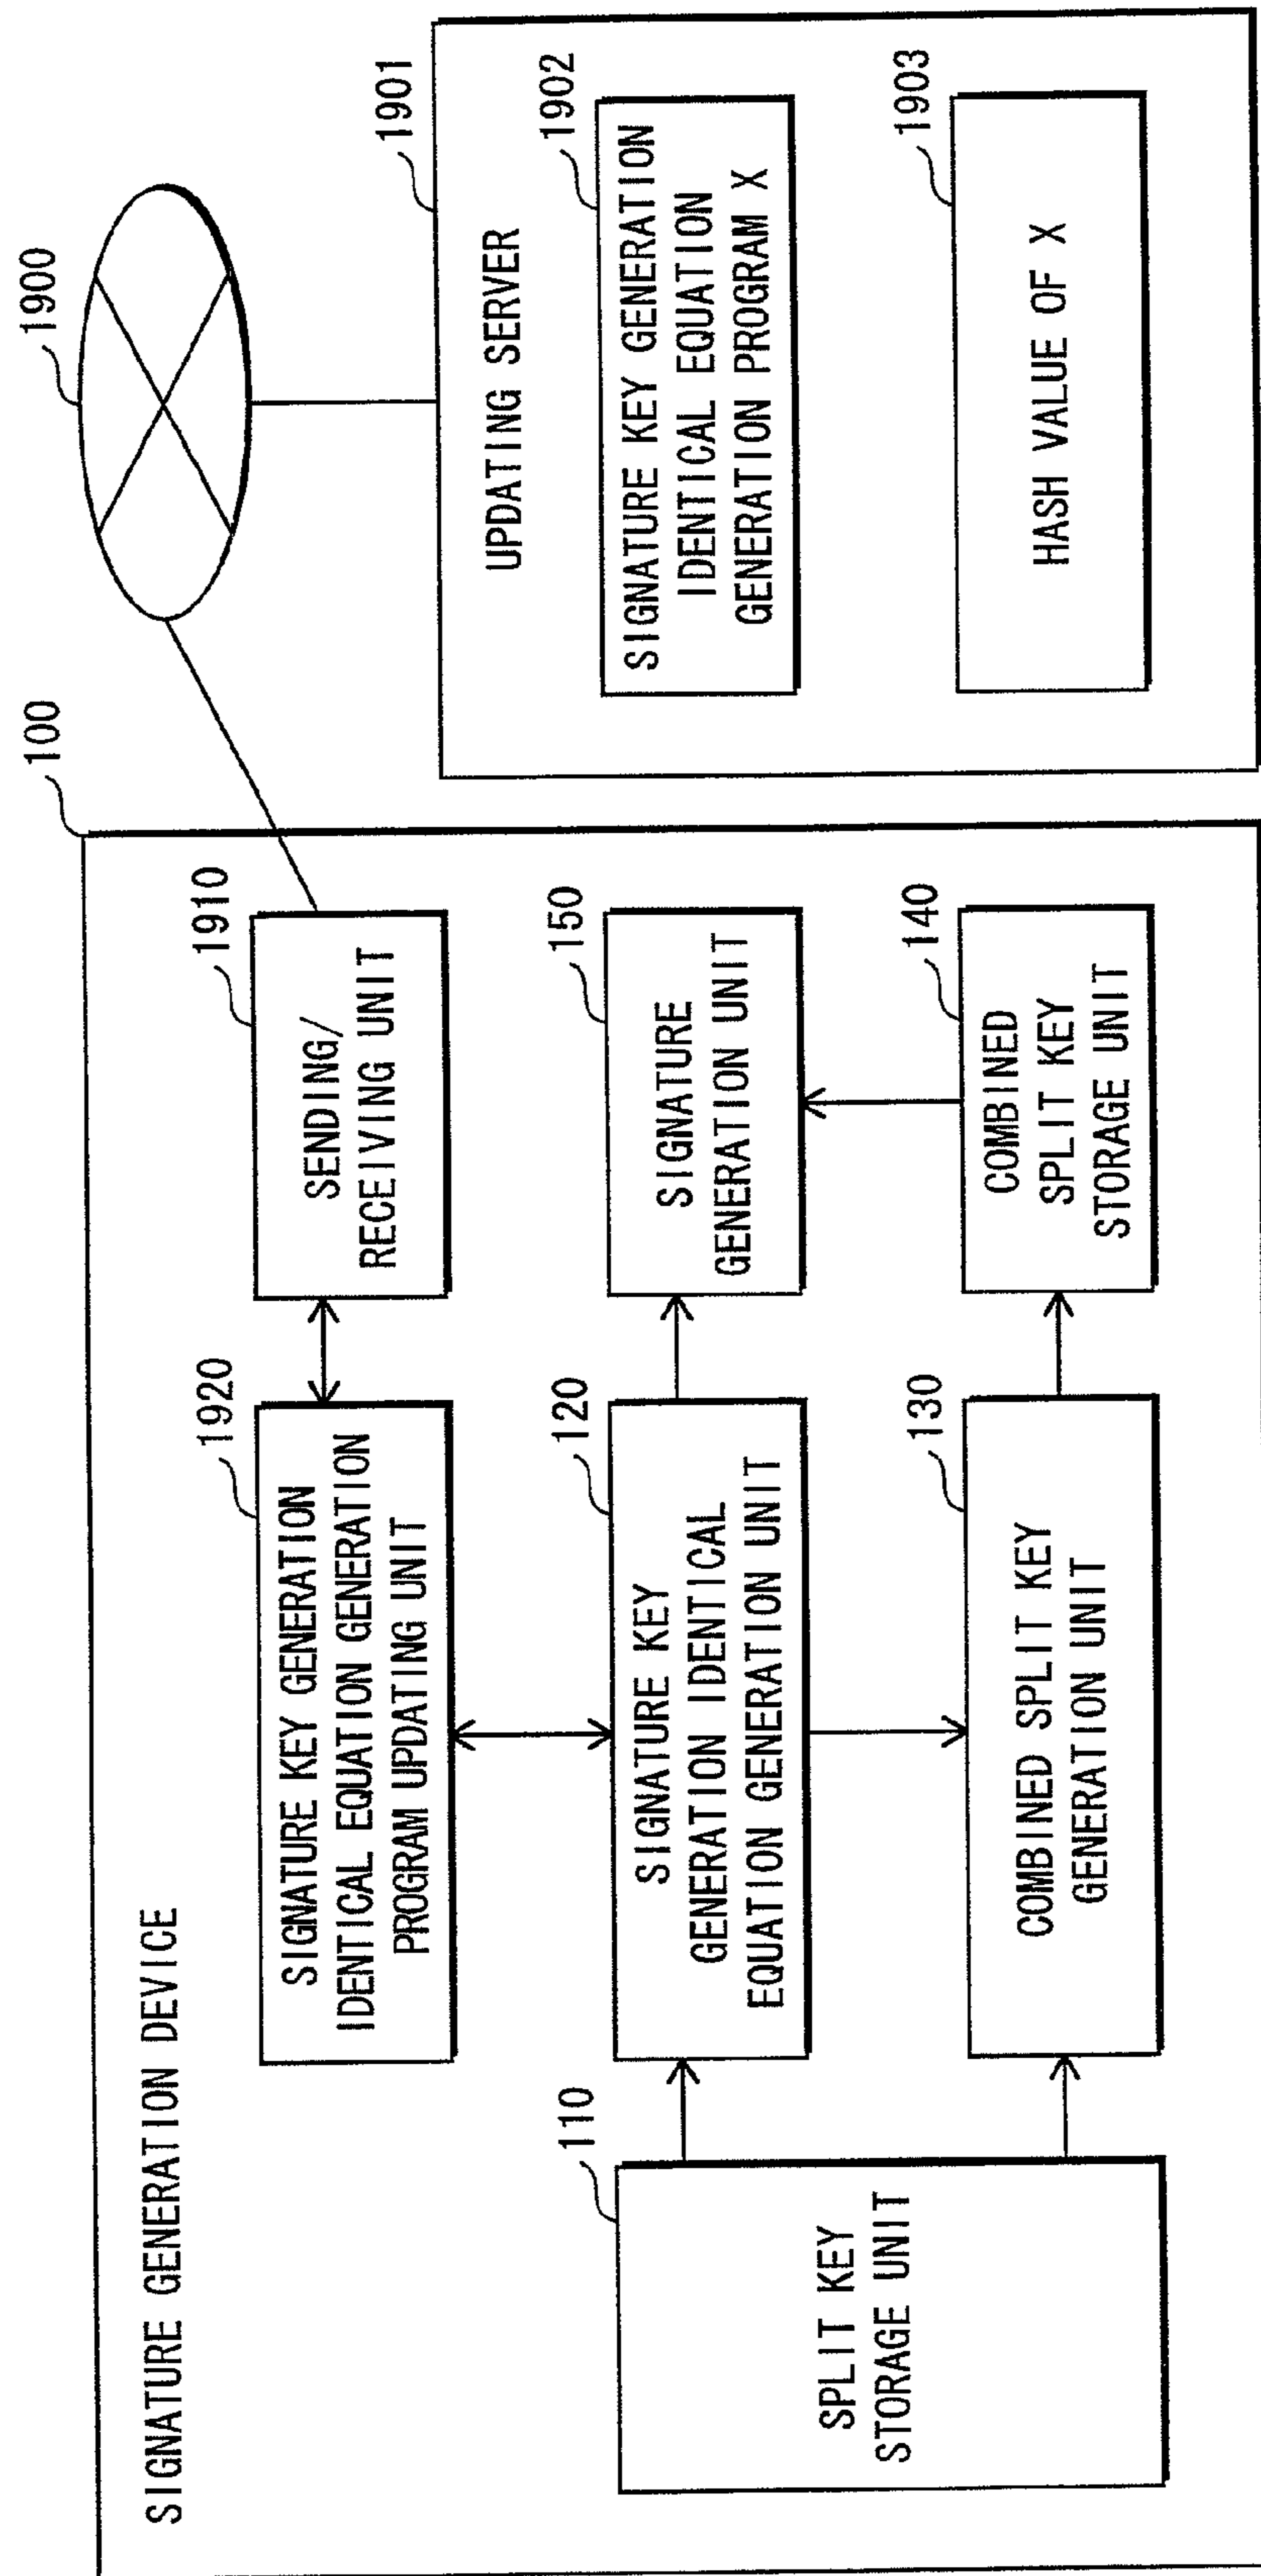 SIGNATURE GENERATION DEVICE
100
1900
1920
SIGNATURE KEY GENERATION
IDENTICAL EQUATION GENERATION
PROGRAM UPDATING UNIT
1910
SENDING/
RECEIVING UNIT
110
SPLIT KEY
STORAGE UNIT
120
SIGNATURE KEY
GENERATION IDENTICAL
EQUATION GENERATION UNIT
150
SIGNATURE
GENERATION UNIT
130
COMBINED SPLIT KEY
GENERATION UNIT
140
COMBINED
SPLIT KEY
STORAGE UNIT
1901
UPDATING SERVER
1902
SIGNATURE KEY GENERATION
IDENTICAL EQUATION
GENERATION PROGRAM X
1903
HASH VALUE OF X